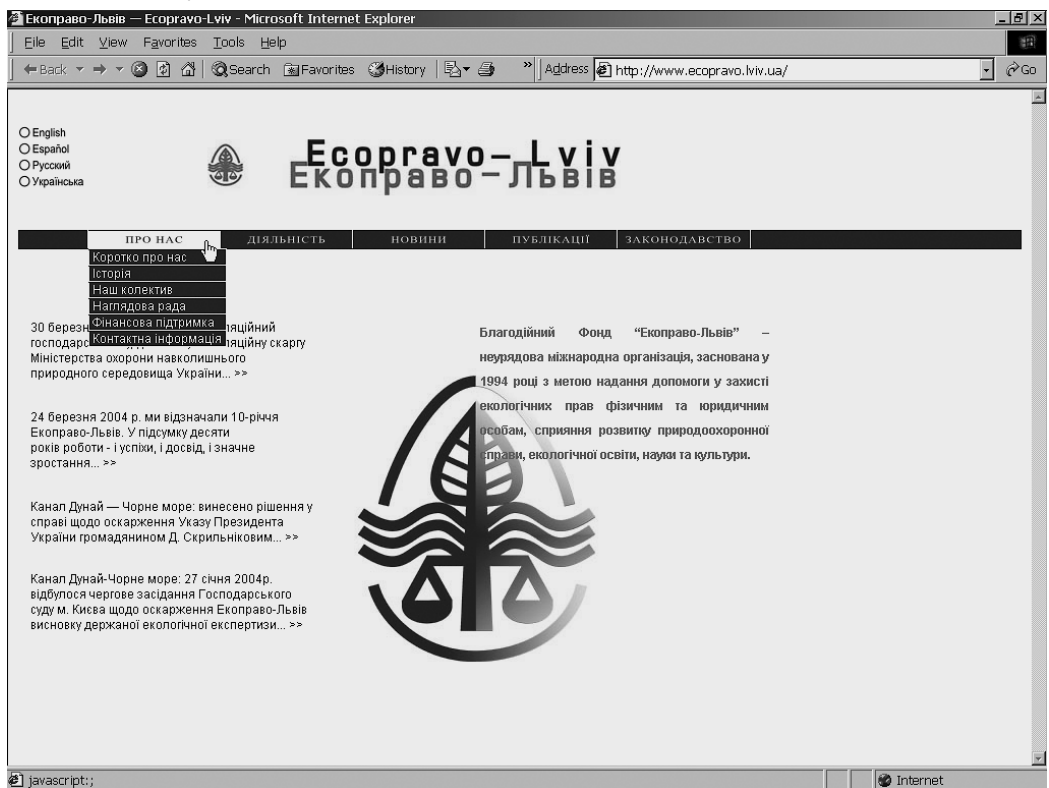 Екоправо-Львів — Ecopravo-Lviv - Microsoft Internet Explorer
File Edit View Favorites Tools Help
Back Search Favorites History » Address http://www.ecopravo.lviv.ua/ Go
English
Español
Русский
Українська
Ecopravo-Lviv
Екоправо-Львів
ПРО НАС ДІЯЛЬНІСТЬ НОВИНИ ПУБЛІКАЦІЇ ЗАКОНОДАВСТВО
Коротко про нас
Історія
Наш колектив
Наглядова рада
Фінансова підтримка
Контактна інформація
30
Міністерства охорони навколишнього
природного середовища України... >>
24 березня 2004 р. ми відзначали 10-річчя
Екоправо-Львів. У підсумку десяти
років роботи - і успіхи, і досвід, і значне
зростання... >>
Канал Дунай — Чорне море: винесено рішення у
справі щодо оскарження Указу Президента
України громадянином Д. Скрильніковим... >>
Канал Дунай-Чорне море: 27 січня 2004р.
відбулося чергове засідання Господарського
суду м. Києва щодо оскарження Екоправо-Львів
висновку держаної екологічної експертизи... >>
Благодійний Фонд “Екоправо-Львів” –
неурядова міжнародна організація, заснована у
1994 році з метою надання допомоги у захисті
екологічних прав фізичним та юридичним
особам, сприяння розвитку природоохоронної
справи, екологічної освіти, науки та культури.
javascript:; Internet